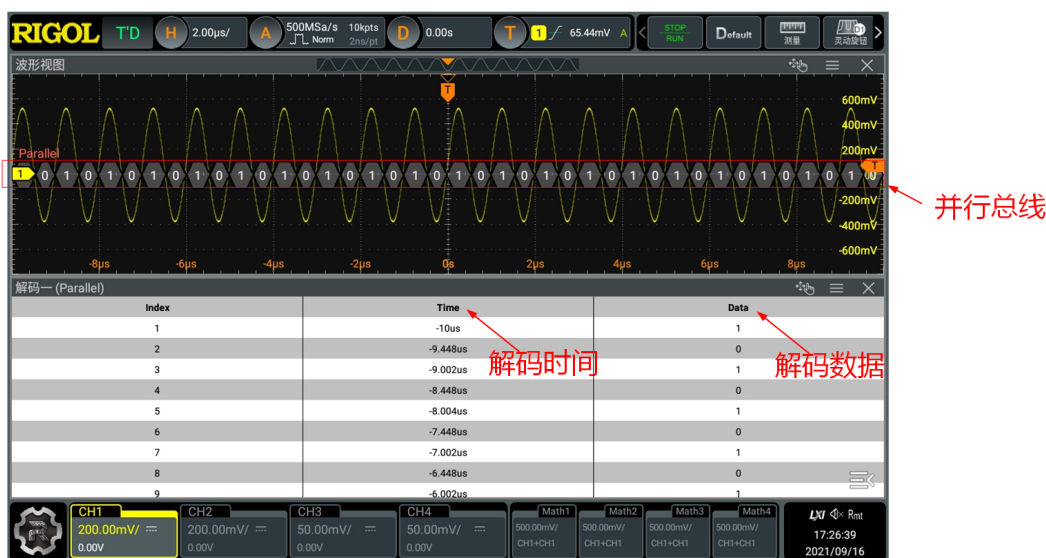 RIGOL T'D H 2.00μs/ A 500MSa/s 10kpts Norm 2ns/pt D 0.00s T 1 65.44mV A STOP RUN Default 测量 灵动旋钮
波形视图
T
600mV
400mV
Parallel 200mV
1 0 1 0 1 0 1 0 1 0 1 0 1 0 1 0 1 0 1 0 1 0 1 0 1 0 1 0 1 0 1 0 1 0 1 0 1 0 1 T
并行总线
-200mV
-400mV
-600mV
-8μs -6μs -4μs -2μs 0s 2μs 4μs 6μs 8μs
解码一 (Parallel)
Index Time Data
1 -10us 1
2 -9.448us 0
解码时间 解码数据
3 -9.002us 1
4 -8.448us 0
5 -8.004us 1
6 -7.448us 0
7 -7.002us 1
8 -6.448us 0
9 -6.002us 1
CH1 CH2 CH3 CH4 Math1 Math2 Math3 Math4 LXI Rmt
200.00mV/ 200.00mV/ 50.00mV/ 50.00mV/ 500.00mV/ 500.00mV/ 500.00mV/ 500.00mV/
0.00V 0.00V 0.00V 0.00V CH1+CH1 CH1+CH1 CH1+CH1 CH1+CH1
17:26:39
2021/09/16